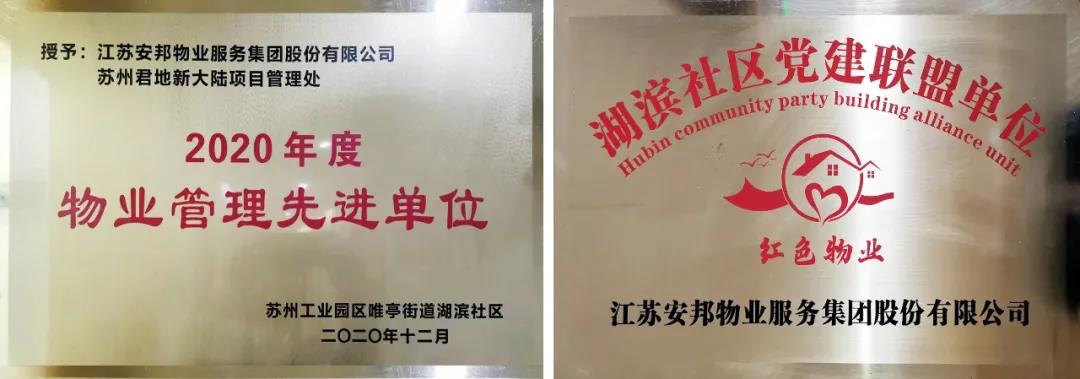 授予：江苏安邦物业服务集团股份有限公司
苏州君地新大陆项目管理处
2020年度
物业管理先进单位
苏州工业园区唯亭街道湖滨社区
二〇二〇年十二月
湖滨社区党建联盟单位
Hubin community party building alliance unit
红色物业
江苏安邦物业服务集团股份有限公司